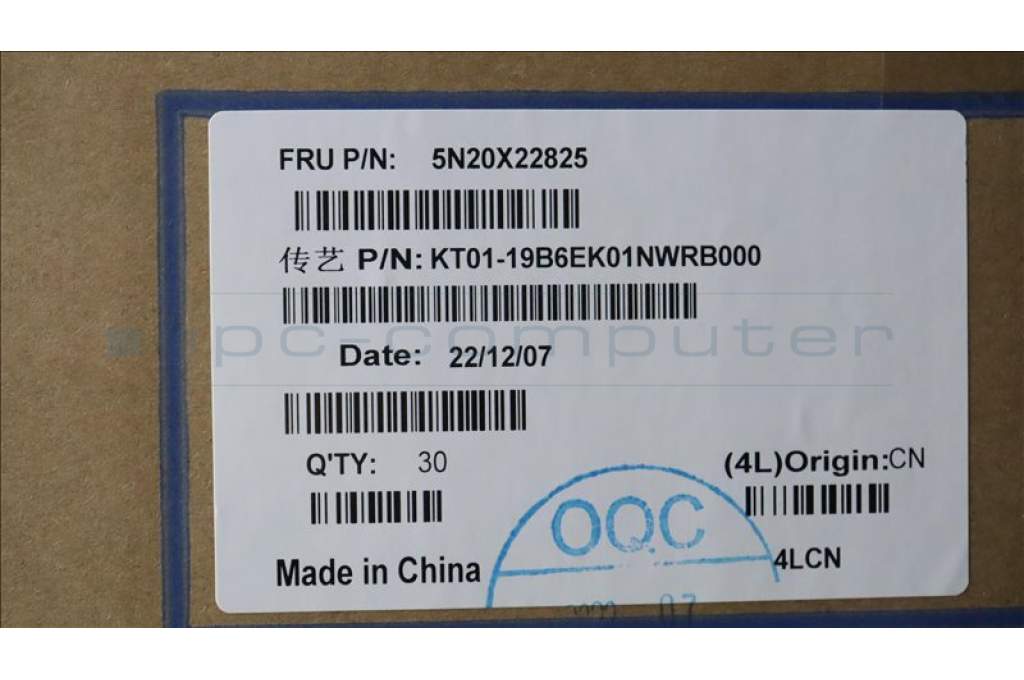 FRU P/N: 5N20X22825
传艺 P/N: KT01-19B6EK01NWRB000
pc-computer
Date: 22/12/07
Q'TY: 30
(4L)Origin:CN
OQC
4LCN
Made in China